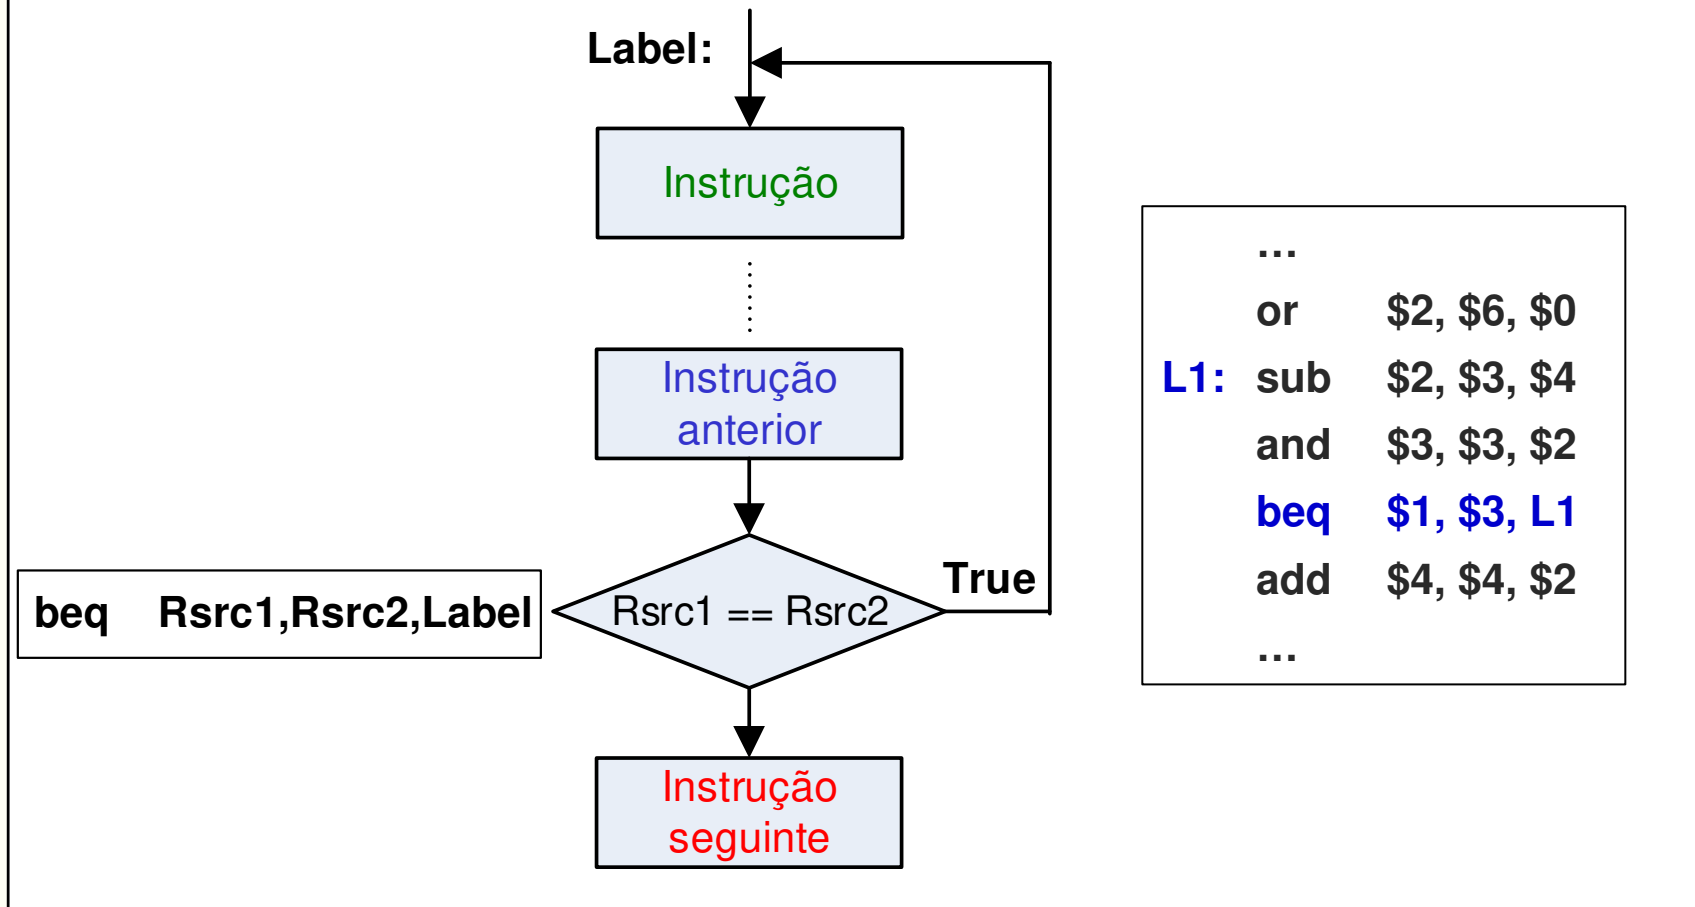 Label:
Instrução
Instrução
anterior
beq Rsrc1,Rsrc2,Label
Rsrc1 == Rsrc2
True
Instrução
seguinte
...
or $2, $6, $0
L1: sub $2, $3, $4
and $3, $3, $2
beq $1, $3, L1
add $4, $4, $2
...